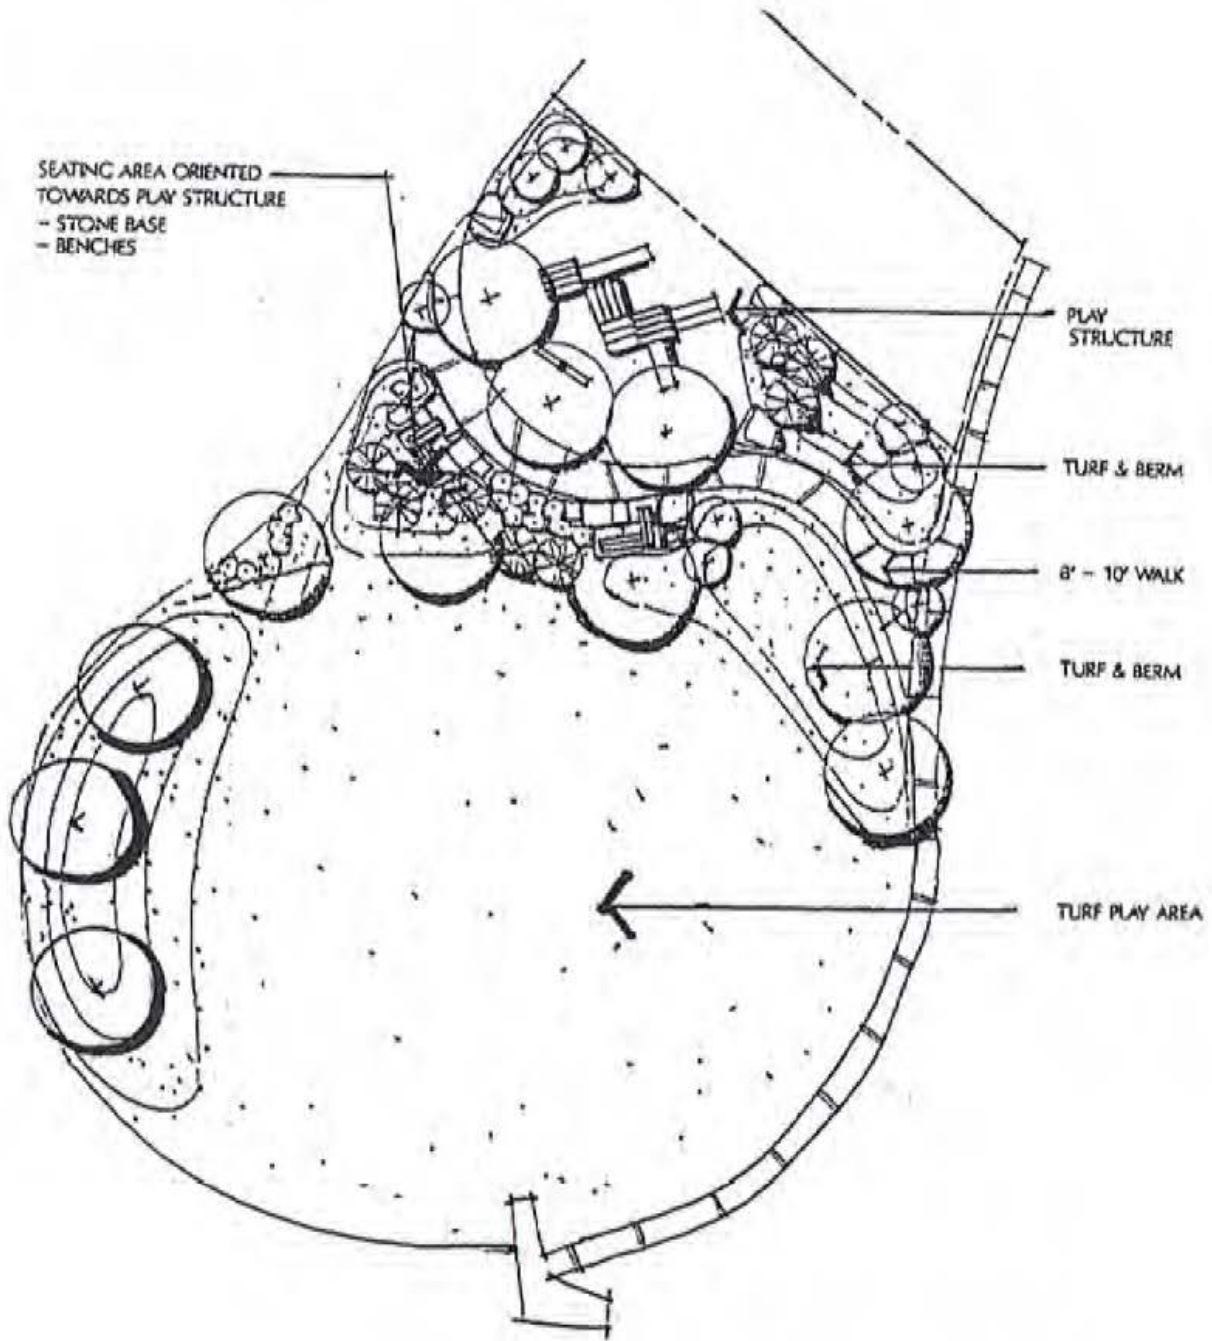 SEATING AREA ORIENTED
TOWARDS PLAY STRUCTURE
– STONE BASE
– BENCHES
PLAY
STRUCTURE
TURF & BERM
8' – 10' WALK
TURF & BERM
TURF PLAY AREA